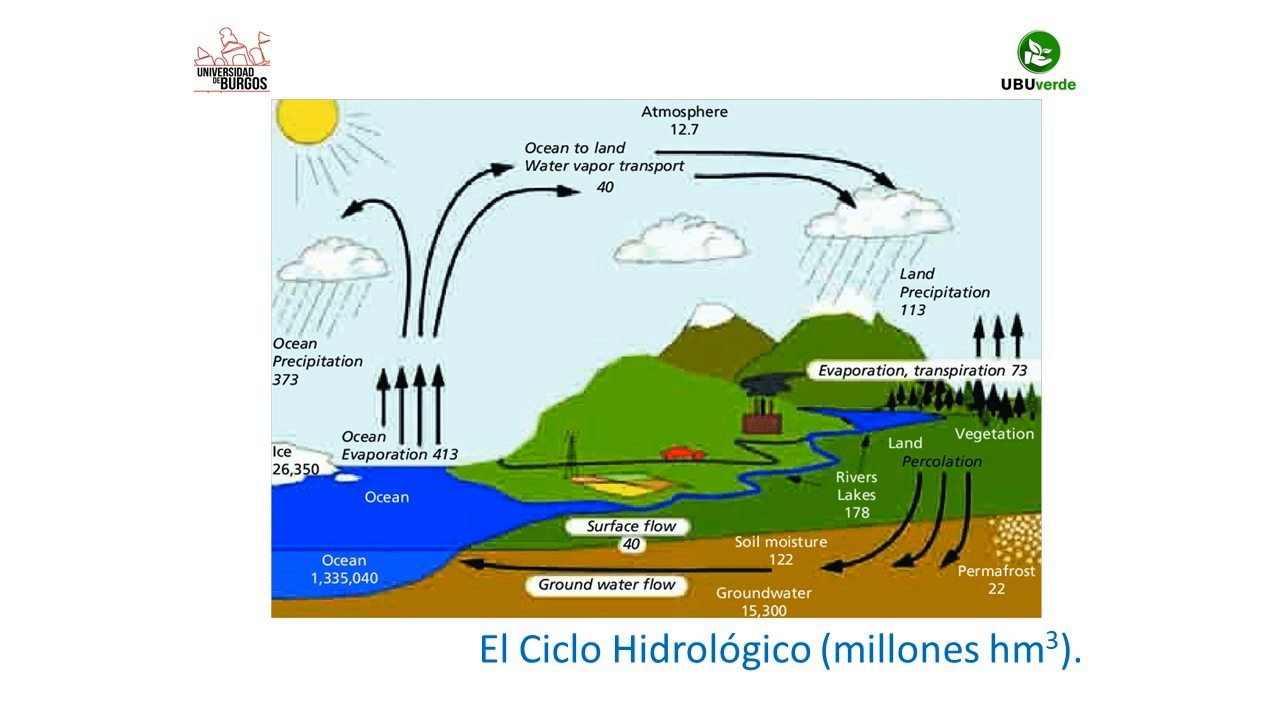 UNIVERSIDAD
DE BURGOS
UBUverde
Atmosphere
12.7
Ocean to land
Water vapor transport
40
Land
Precipitation
113
Ocean
Precipitation
373
Evaporation, transpiration 73
Ocean
Evaporation 413
Ice
26,350
Vegetation
Land
Percolation
Ocean
Rivers
Lakes
178
Surface flow
40
Soil moisture
122
Ocean
1,335,040
Permafrost
22
Ground water flow
Groundwater
15,300
El Ciclo Hidrológico (millones hm³).